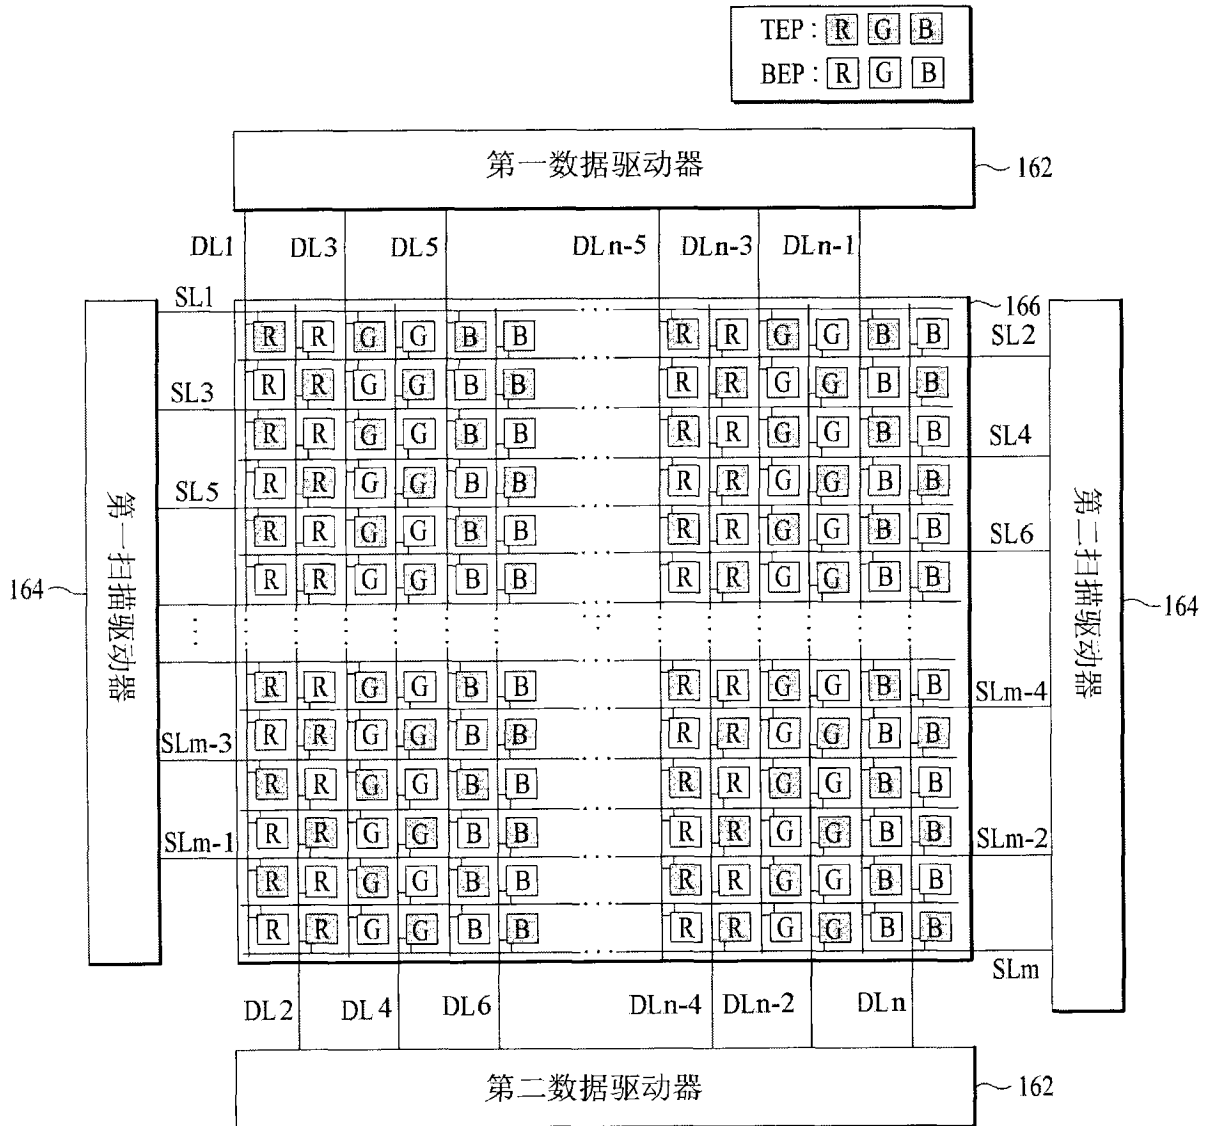 TEP : R G B
BEP : R G B
第一数据驱动器
162
DL1 DL3 DL5 DLn-5 DLn-3 DLn-1
SL1
166
R R G G B B ... R R G G B B
SL2
R R G G B B R R G G B B
SL3
...
R R G G B B R R G G B B
SL4
R R G G B B R R G G B B
SL5
...
R R G G B B R R G G B B
SL6
R R G G B B R R G G B B
第一扫描驱动器
164
第二扫描驱动器
164
R R G G B B R R G G B B
SLm-4
R R G G B B R R G G B B
SLm-3
R R G G B B R R G G B B
R R G G B B R R G G B B
SLm-1
SLm-2
R R G G B B R R G G B B
R R G G B B R R G G B B
SLm
DL2 DL4 DL6 DLn-4 DLn-2 DLn
第二数据驱动器
162